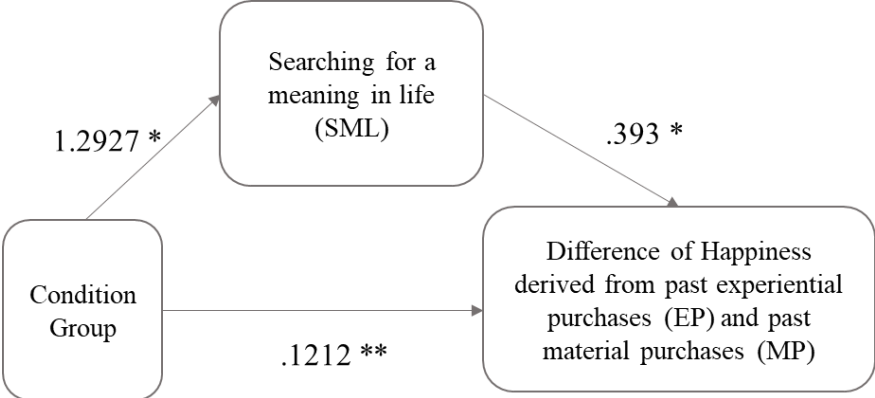 Searching for a
meaning in life
(SML)
1.2927 *
.393 *
Condition
Group
Difference of Happiness
derived from past experiential
purchases (EP) and past
material purchases (MP)
.1212 **